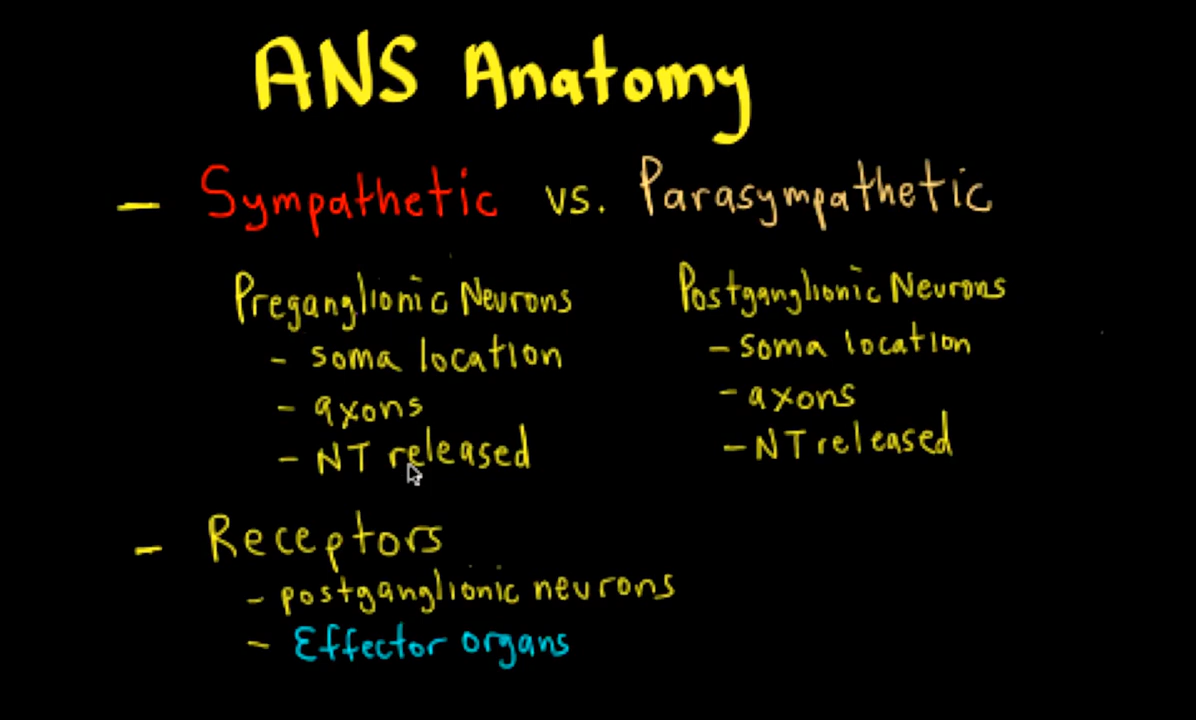 ANS Anatomy
- Sympathetic vs. Parasympathetic
Preganglionic Neurons
- soma location
- axons
- NT released
Postganglionic Neurons
- soma location
- axons
- NT released
- Receptors
- postganglionic neurons
- Effector organs